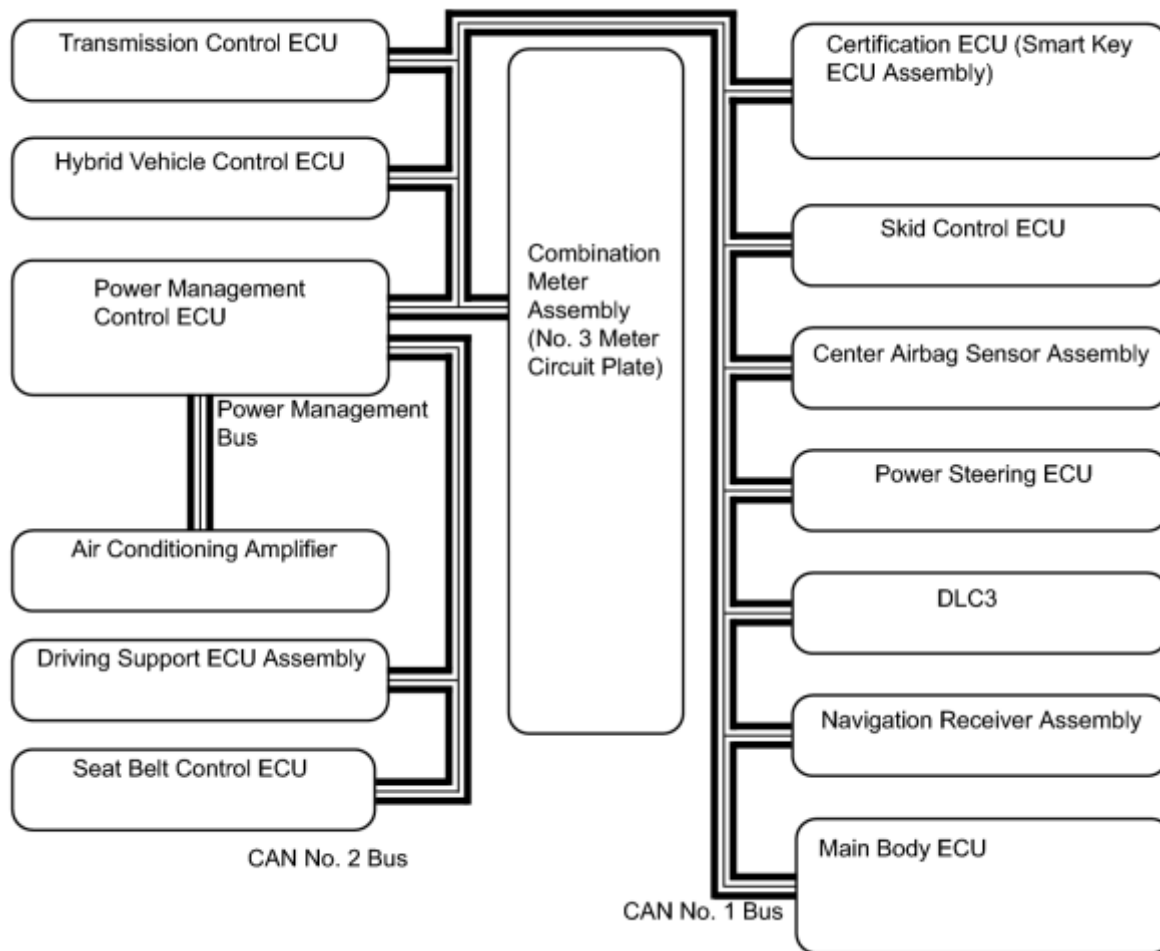 Transmission Control ECU
Hybrid Vehicle Control ECU
Power Management
Control ECU
Power Management
Bus
Air Conditioning Amplifier
Driving Support ECU Assembly
Seat Belt Control ECU
CAN No. 2 Bus
Combination
Meter
Assembly
(No. 3 Meter
Circuit Plate)
Certification ECU (Smart Key
ECU Assembly)
Skid Control ECU
Center Airbag Sensor Assembly
Power Steering ECU
DLC3
Navigation Receiver Assembly
Main Body ECU
CAN No. 1 Bus